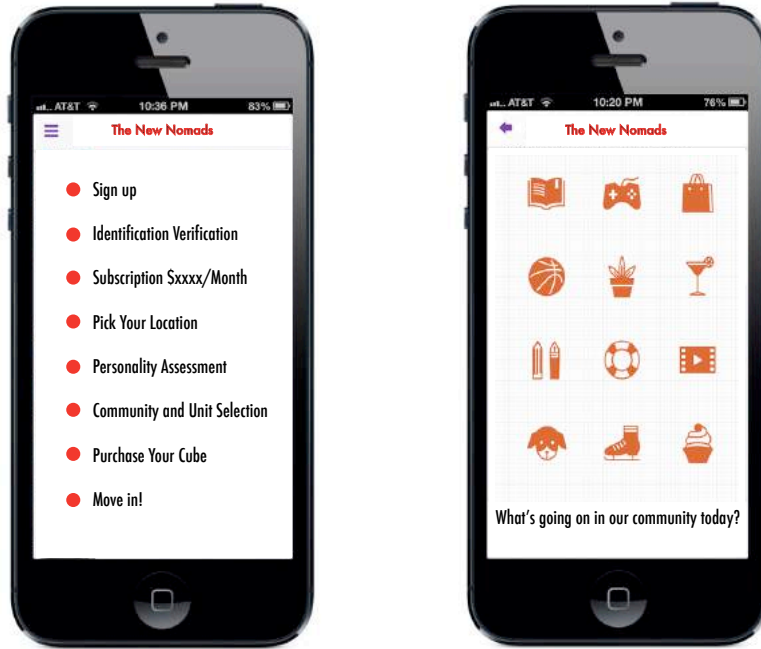 AT&T 10:36 PM 83%
The New Nomads
Sign up
Identification Verification
Subscription $xxxx/Month
Pick Your Location
Personality Assessment
Community and Unit Selection
Purchase Your Cube
Move in!
AT&T 10:20 PM 76%
The New Nomads
What's going on in our community today?